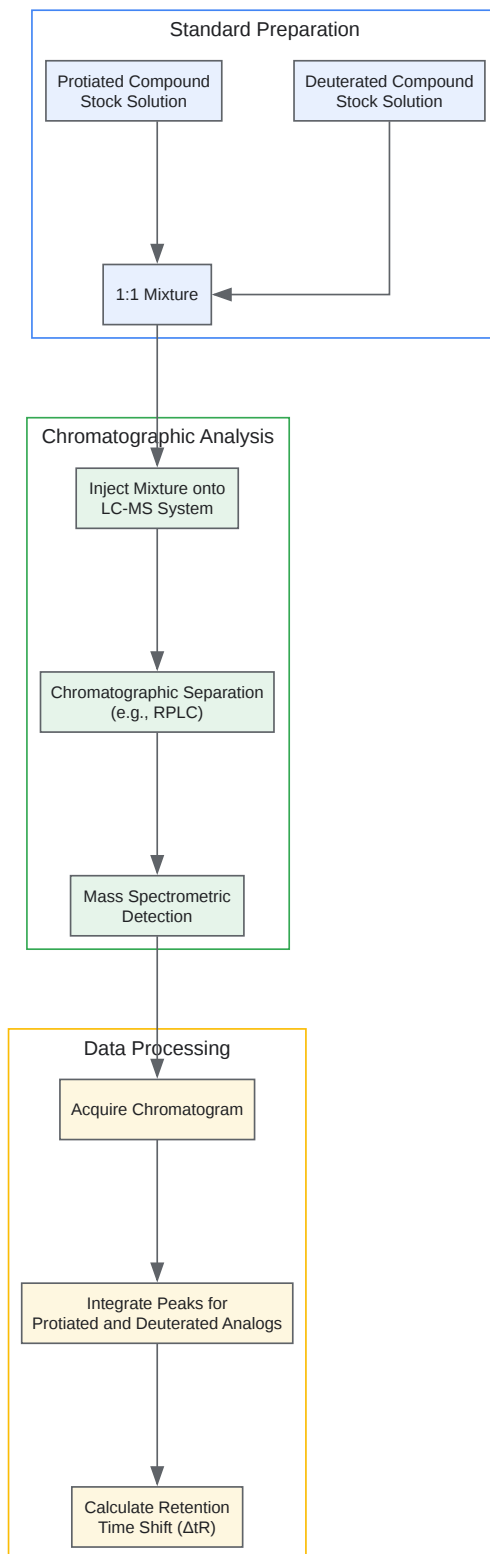 Standard Preparation
Protiated Compound
Stock Solution
Deuterated Compound
Stock Solution
1:1 Mixture
Chromatographic Analysis
Inject Mixture onto
LC-MS System
Chromatographic Separation
(e.g., RPLC)
Mass Spectrometric
Detection
Data Processing
Acquire Chromatogram
Integrate Peaks for
Protiated and Deuterated Analogs
Calculate Retention
Time Shift (ΔtR)